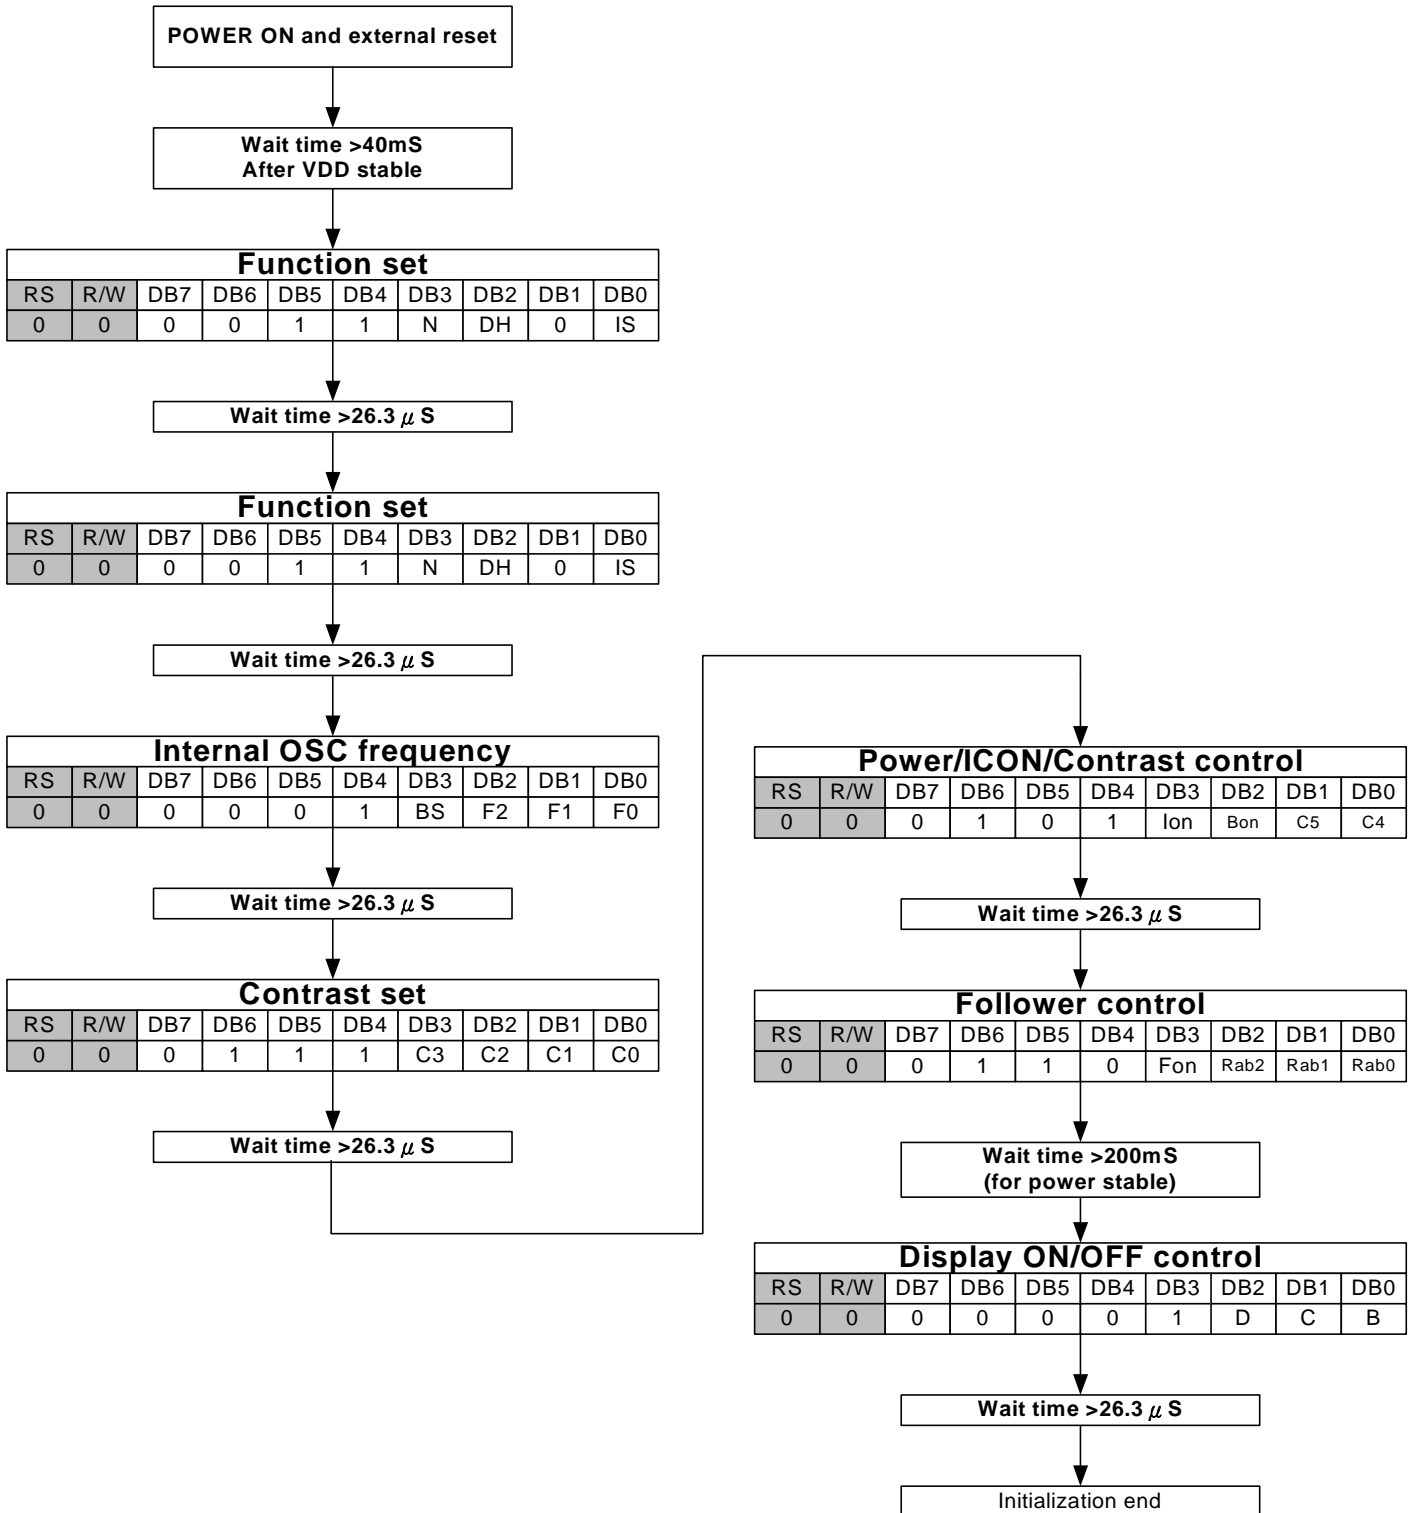 POWER ON and external reset
Wait time >40mS
After VDD stable
Function set
RS R/W DB7 DB6 DB5 DB4 DB3 DB2 DB1 DB0
0 0 0 0 1 1 N DH 0 IS
Wait time >26.3 μ S
Function set
RS R/W DB7 DB6 DB5 DB4 DB3 DB2 DB1 DB0
0 0 0 0 1 1 N DH 0 IS
Wait time >26.3 μ S
Internal OSC frequency
RS R/W DB7 DB6 DB5 DB4 DB3 DB2 DB1 DB0
0 0 0 0 0 1 BS F2 F1 F0
Wait time >26.3 μ S
Contrast set
RS R/W DB7 DB6 DB5 DB4 DB3 DB2 DB1 DB0
0 0 0 1 1 1 C3 C2 C1 C0
Wait time >26.3 μ S
Power/ICON/Contrast control
RS R/W DB7 DB6 DB5 DB4 DB3 DB2 DB1 DB0
0 0 0 1 0 1 Ion Bon C5 C4
Wait time >26.3 μ S
Follower control
RS R/W DB7 DB6 DB5 DB4 DB3 DB2 DB1 DB0
0 0 0 1 1 0 Fon Rab2 Rab1 Rab0
Wait time >200mS
(for power stable)
Display ON/OFF control
RS R/W DB7 DB6 DB5 DB4 DB3 DB2 DB1 DB0
0 0 0 0 0 0 1 D C B
Wait time >26.3 μ S
Initialization end